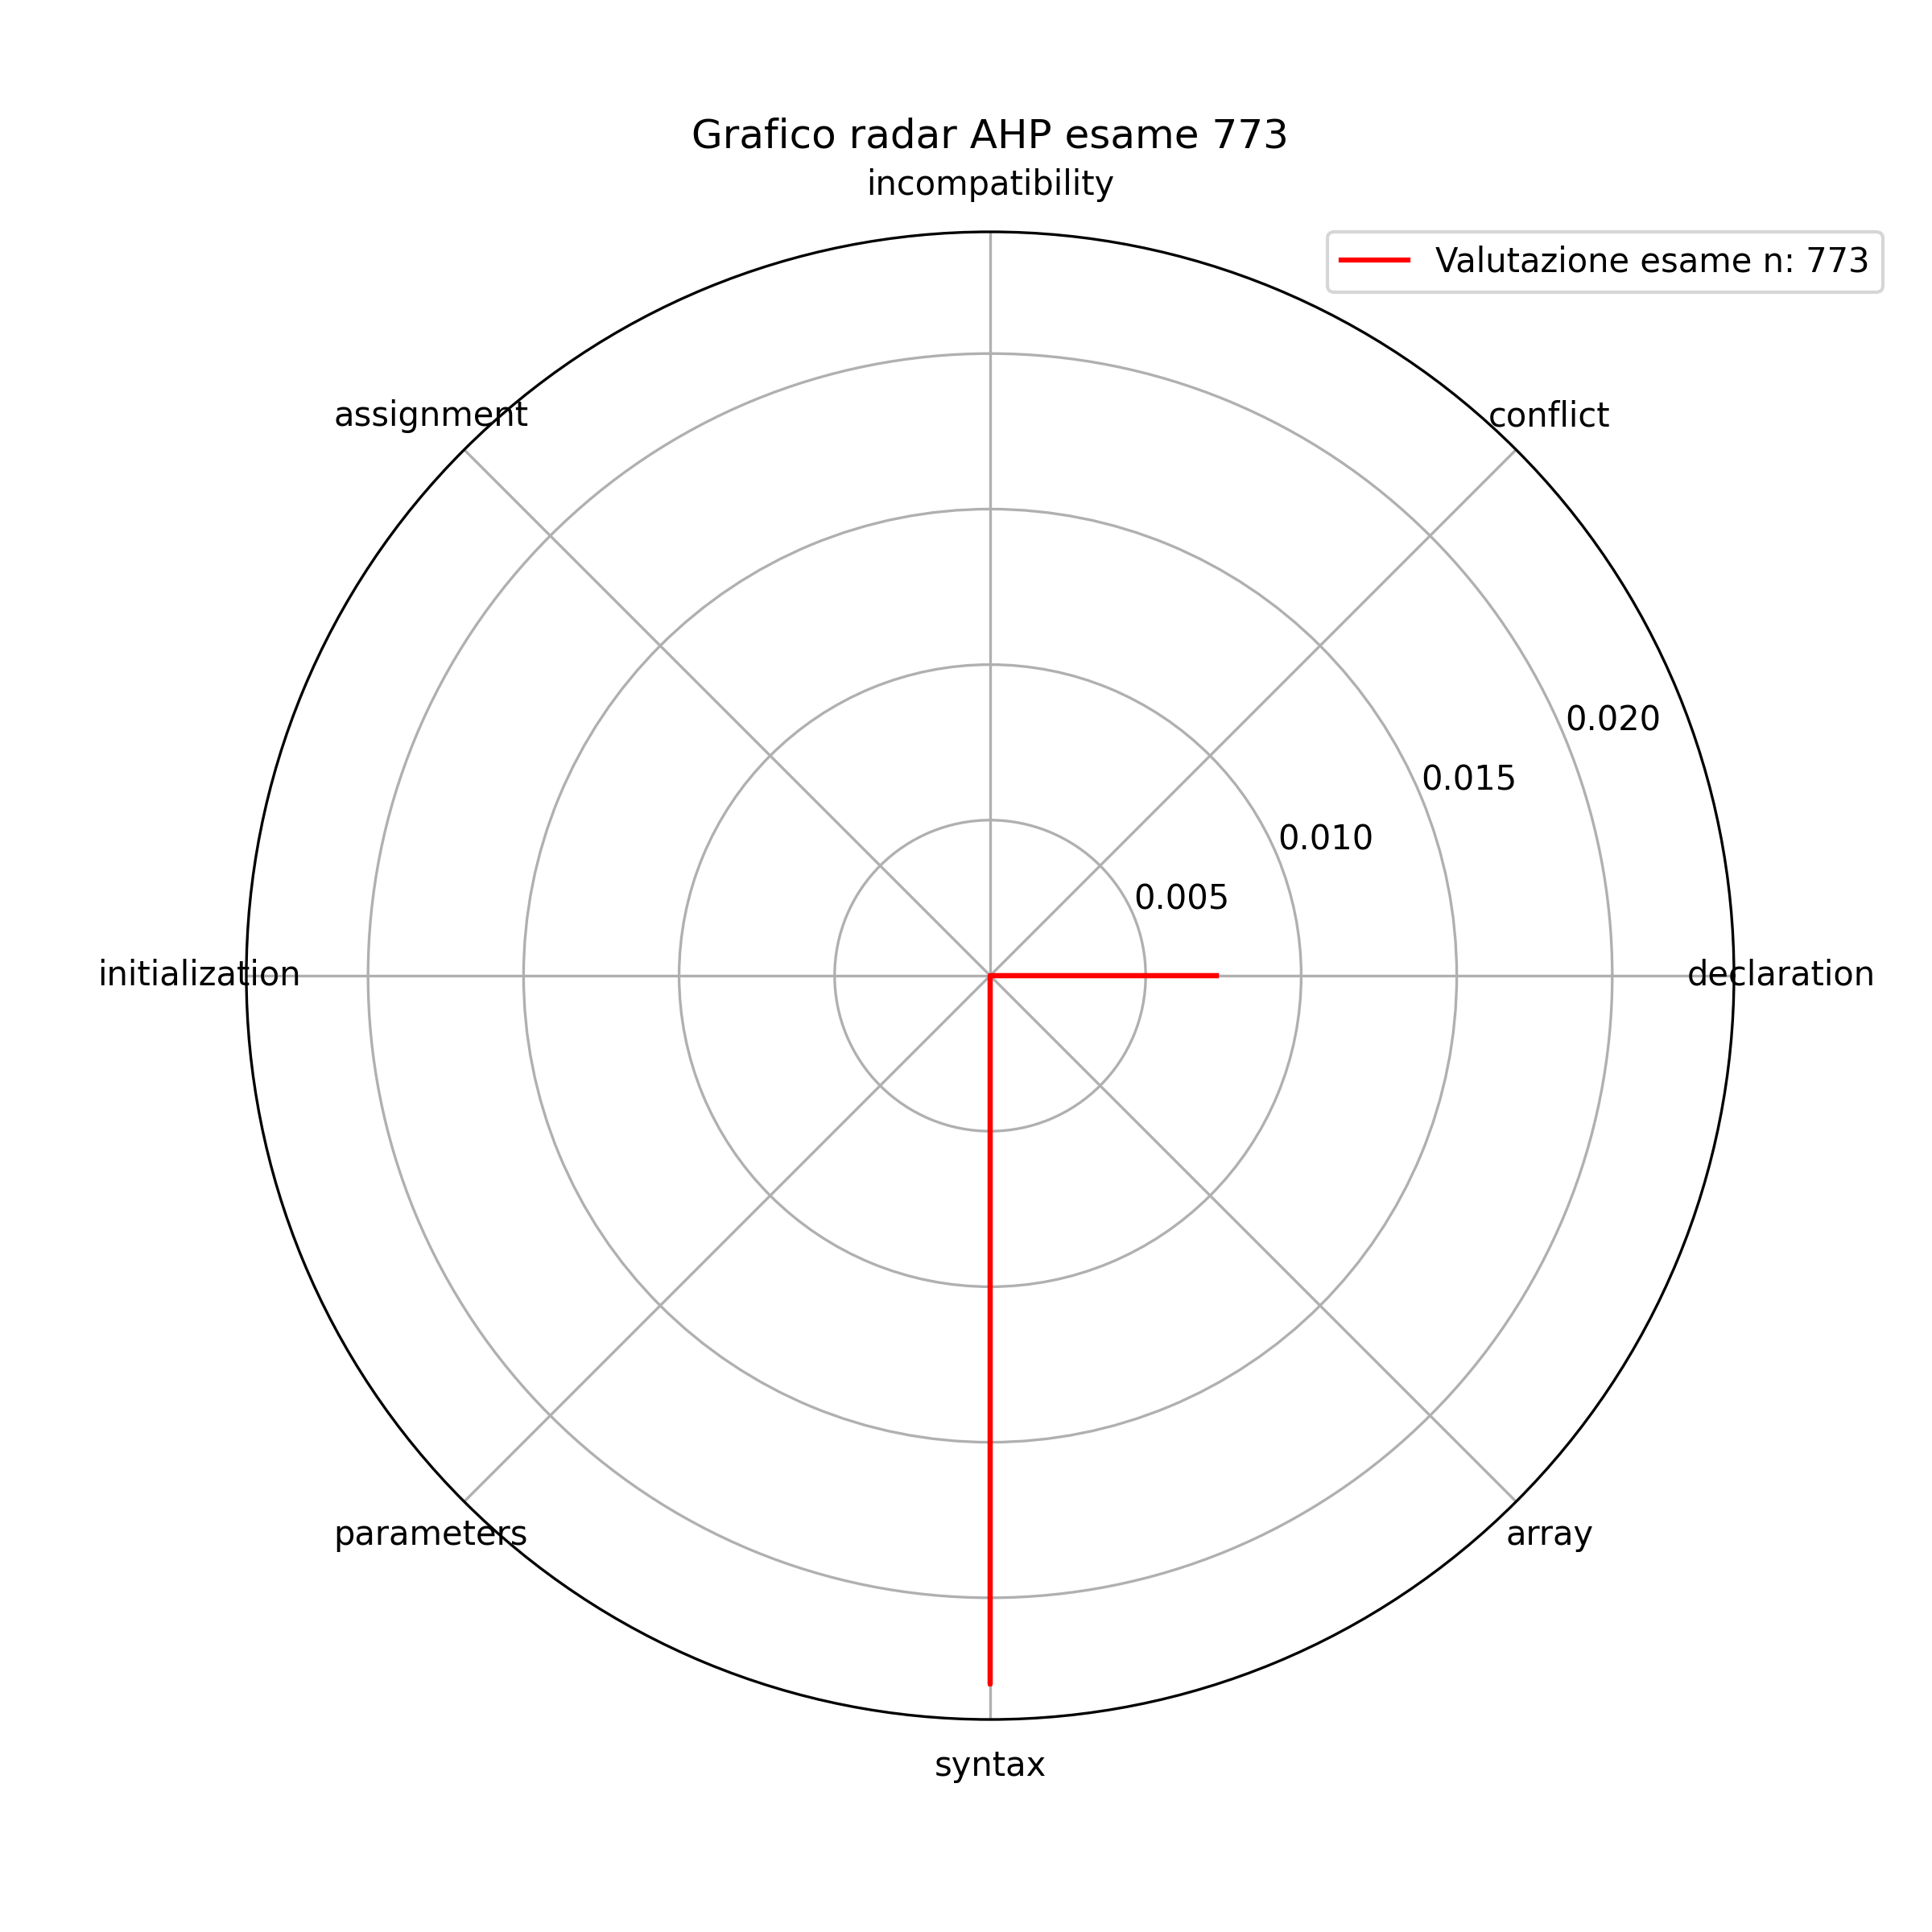 Grafico radar AHP esame 773
incompatibility
Valutazione esame n: 773
assignment
conflict
0.020
0.015
0.010
0.005
initialization
declaration
parameters
array
syntax